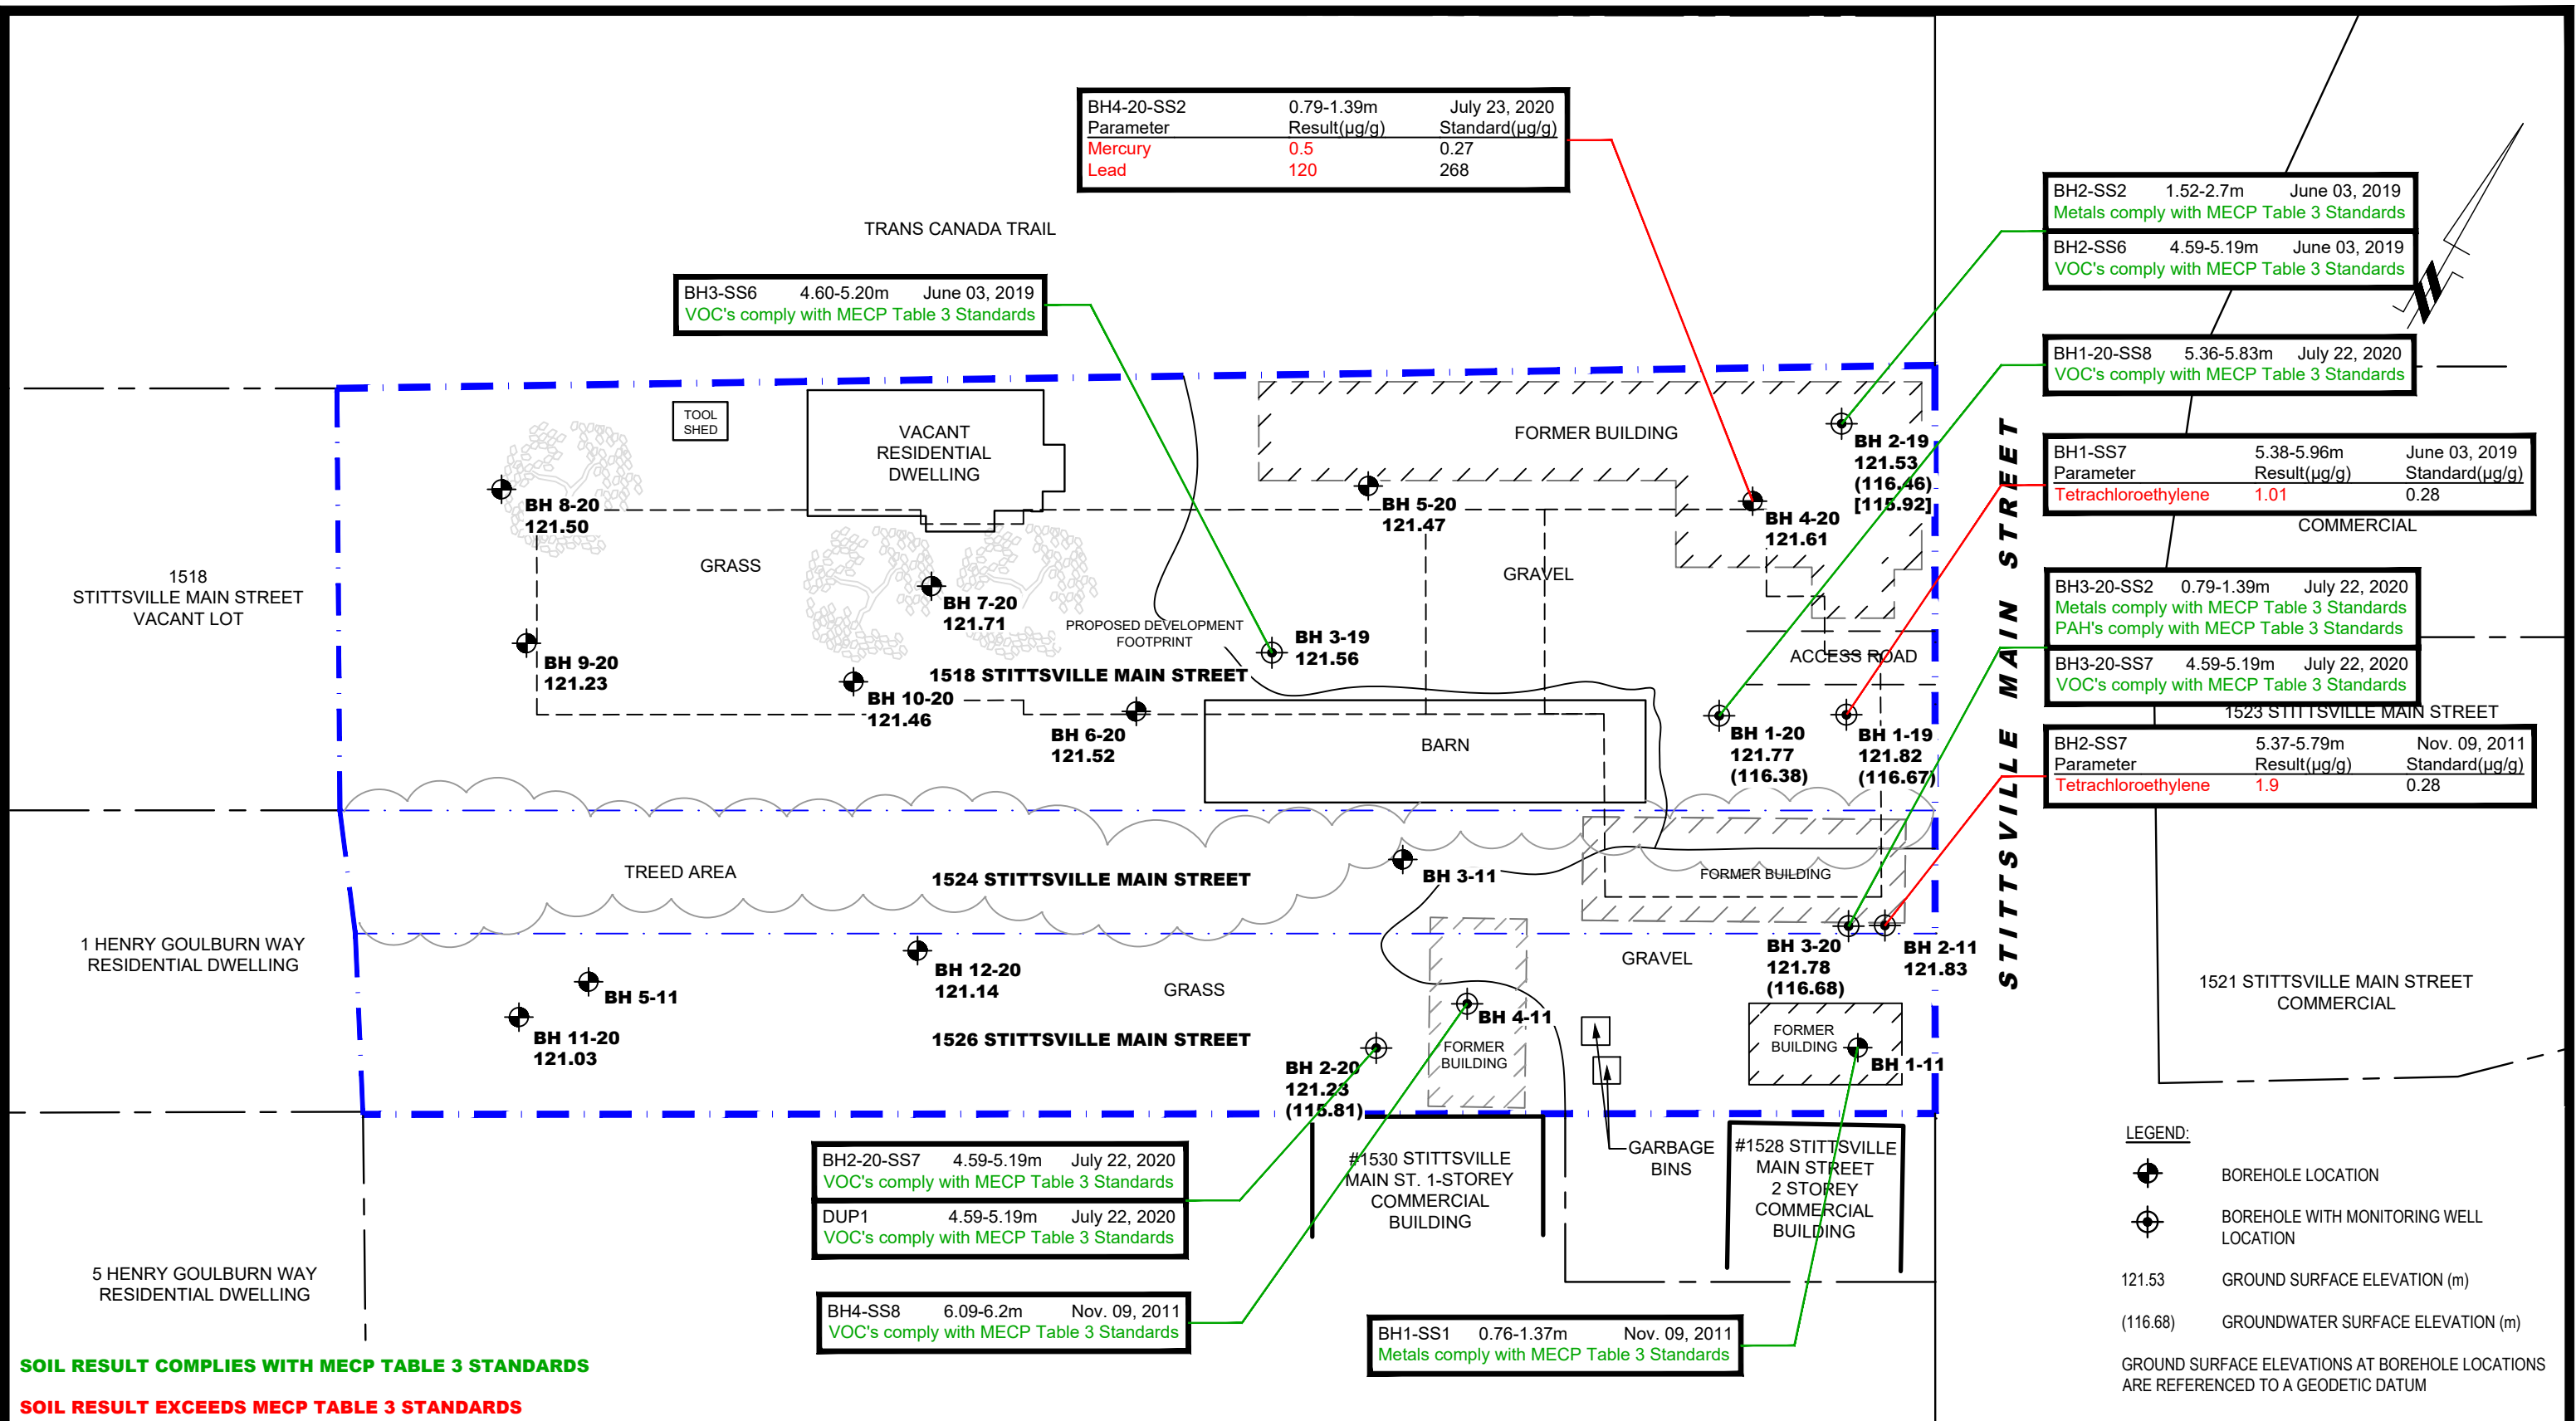 BH4-20-SS2 0.79-1.39m July 23, 2020
Parameter Result(µg/g) Standard(µg/g)
Mercury 0.5 0.27
Lead 120 268
TRANS CANADA TRAIL
BH2-SS2 1.52-2.7m June 03, 2019
Metals comply with MECP Table 3 Standards
BH2-SS6 4.59-5.19m June 03, 2019
VOC's comply with MECP Table 3 Standards
BH3-SS6 4.60-5.20m June 03, 2019
VOC's comply with MECP Table 3 Standards
BH1-20-SS8 5.36-5.83m July 22, 2020
VOC's comply with MECP Table 3 Standards
TOOL
SHED
VACANT
RESIDENTIAL
DWELLING
FORMER BUILDING
BH 2-19
121.53
(116.46)
[115.92]
BH1-SS7 5.38-5.96m June 03, 2019
Parameter Result(µg/g) Standard(µg/g)
Tetrachloroethylene 1.01 0.28
COMMERCIAL
BH 8-20
121.50
BH 5-20
121.47
BH 4-20
121.61
STITTSVILLE MAIN STREET
1518
STITTSVILLE MAIN STREET
VACANT LOT
GRASS
GRAVEL
BH 7-20
121.71
PROPOSED DEVELOPMENT
FOOTPRINT
BH 3-19
121.56
BH3-20-SS2 0.79-1.39m July 22, 2020
Metals comply with MECP Table 3 Standards
PAH's comply with MECP Table 3 Standards
BH3-20-SS7 4.59-5.19m July 22, 2020
VOC's comply with MECP Table 3 Standards
1523 STITTSVILLE MAIN STREET
BH 9-20
121.23
1518 STITTSVILLE MAIN STREET
ACCESS ROAD
BH 10-20
121.46
BH 6-20
121.52
BARN
BH 1-20
121.77
(116.38)
BH 1-19
121.82
(116.67)
BH2-SS7 5.37-5.79m Nov. 09, 2011
Parameter Result(µg/g) Standard(µg/g)
Tetrachloroethylene 1.9 0.28
TREED AREA
1524 STITTSVILLE MAIN STREET
BH 3-11
FORMER BUILDING
1 HENRY GOULBURN WAY
RESIDENTIAL DWELLING
BH 12-20
121.14
BH 5-11
BH 11-20
121.03
GRASS
1526 STITTSVILLE MAIN STREET
GRAVEL
BH 3-20
121.78
(116.68)
BH 2-11
121.83
1521 STITTSVILLE MAIN STREET
COMMERCIAL
BH 4-11
FORMER
BUILDING
BH 2-20
121.23
(115.81)
FORMER
BUILDING
BH 1-11
BH2-20-SS7 4.59-5.19m July 22, 2020
VOC's comply with MECP Table 3 Standards
DUP1 4.59-5.19m July 22, 2020
VOC's comply with MECP Table 3 Standards
#1530 STITTSVILLE
MAIN ST. 1-STOREY
COMMERCIAL
BUILDING
GARBAGE
BINS
#1528 STITTSVILLE
MAIN STREET
2 STOREY
COMMERCIAL
BUILDING
5 HENRY GOULBURN WAY
RESIDENTIAL DWELLING
BH4-SS8 6.09-6.2m Nov. 09, 2011
VOC's comply with MECP Table 3 Standards
BH1-SS1 0.76-1.37m Nov. 09, 2011
Metals comply with MECP Table 3 Standards
LEGEND:
BOREHOLE LOCATION
BOREHOLE WITH MONITORING WELL
LOCATION
121.53 GROUND SURFACE ELEVATION (m)
(116.68) GROUNDWATER SURFACE ELEVATION (m)
GROUND SURFACE ELEVATIONS AT BOREHOLE LOCATIONS
ARE REFERENCED TO A GEODETIC DATUM
SOIL RESULT COMPLIES WITH MECP TABLE 3 STANDARDS
SOIL RESULT EXCEEDS MECP TABLE 3 STANDARDS